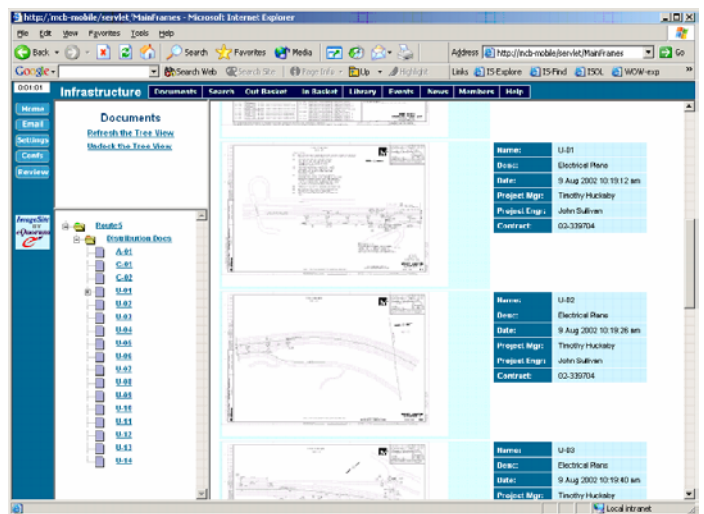 http://mcb-mobile/servlet/MainFrames - Microsoft Internet Explorer
File Edit View Favorites Tools Help
Back Search Favorites Media Address http://mcb-mobile/servlet/MainFrames Go
Google Search Web Search Site Page Info Up Highlight Links IS-Explore IS-Find ISOL WOW-exp
00:1:01 Infrastructure Documents Search Out Basket In Basket Library Events News Members Help
Home
Email
Settings
Confs
Review
ImageSite
BY
eQuorum
Documents
Refresh the Tree View
Undock the Tree View
Route5
Distribution Docs
A-01
C-01
C-02
U-01
U-02
U-03
U-04
U-05
U-06
U-07
U-08
U-09
U-10
U-11
U-12
U-13
U-14
Name: U-01
Desc: Electrical Plans
Date: 9 Aug 2002 10:19:12 am
Project Mgr: Timothy Huckaby
Project Engr: John Sullivan
Contract: 03-339704
Name: U-02
Desc: Electrical Plans
Date: 9 Aug 2002 10:19:26 am
Project Mgr: Timothy Huckaby
Project Engr: John Sullivan
Contract: 03-339704
Name: U-03
Desc: Electrical Plans
Date: 9 Aug 2002 10:19:40 am
Project Mgr: Timothy Huckaby
Local intranet